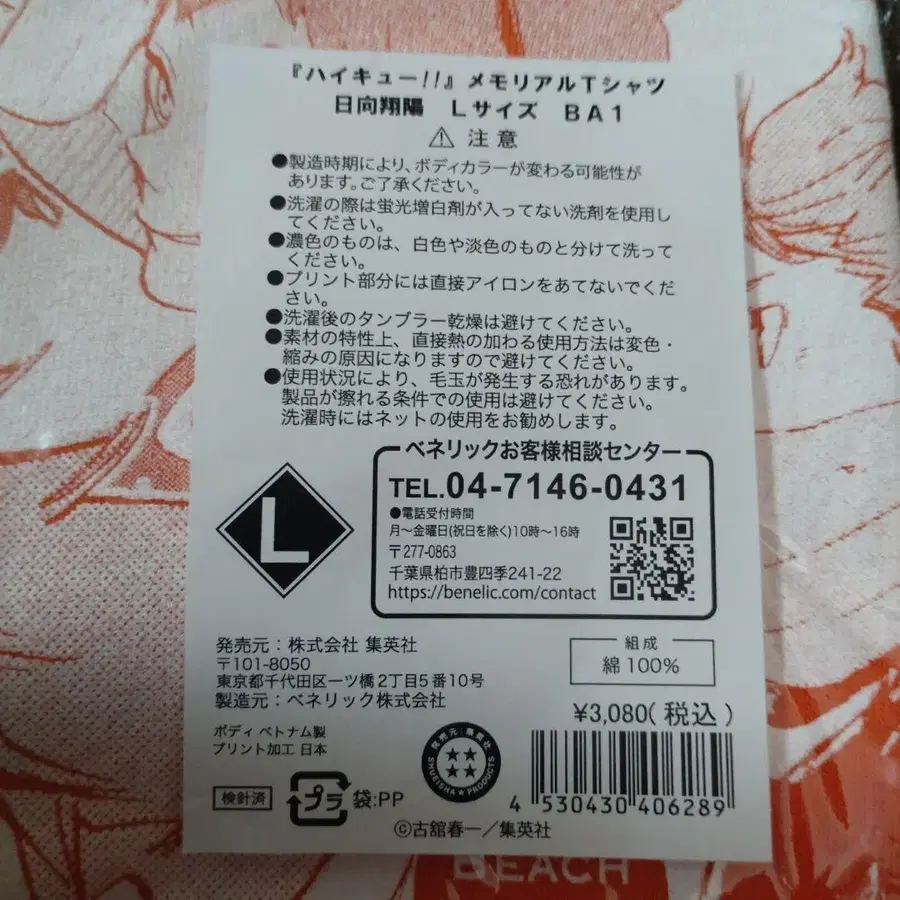 『ハイキュー!!』メモリアルTシャツ
日向翔陽 Lサイズ BA1
⚠ 注意
●製造時期により、ボディカラーが変わる可能性が
あります。ご了承ください。
●洗濯の際は蛍光増白剤が入ってない洗剤を使用し
てください。
●濃色のものは、白色や淡色のものと分けて洗って
ください。
●プリント部分には直接アイロンをあてないでくだ
さい。
●洗濯後のタンブラー乾燥は避けてください。
●素材の特性上、直接熱の加わる使用方法は変色・
縮みの原因になりますので避けてください。
●使用状況により、毛玉が発生する恐れがあります。
製品が擦れる条件での使用は避けてください。
洗濯時にはネットの使用をお勧めします。
L
ベネリックお客様相談センター
TEL.04-7146-0431
●電話受付時間
月〜金曜日(祝日を除く)10時〜16時
〒277-0863
千葉県柏市豊四季241-22
https://benelic.com/contact
発売元：株式会社 集英社
〒101-8050
東京都千代田区一ツ橋2丁目5番10号
製造元：ベネリック株式会社
組成
綿 100%
¥3,080(税込)
ボディ ベトナム製
プリント加工 日本
発売元：集英社
SHUEISHA★PRODUCTS
検針済
プラ 袋:PP
4 530430 406289
©古舘春一／集英社
BEACH